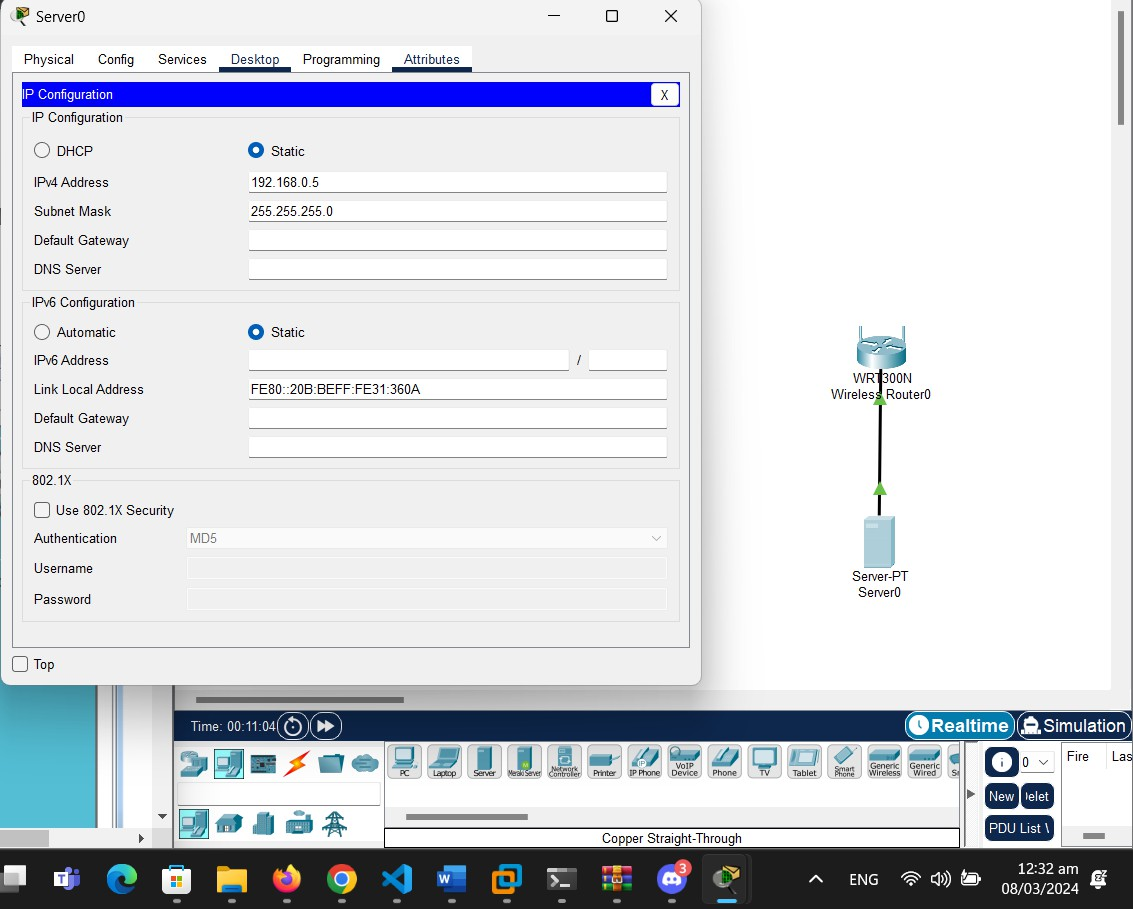 Server0
Physical Config Services Desktop Programming Attributes
IP Configuration
X
IP Configuration
DHCP Static
IPv4 Address 192.168.0.5
Subnet Mask 255.255.255.0
Default Gateway
DNS Server
IPv6 Configuration
Automatic Static
IPv6 Address /
Link Local Address FE80::20B:BEFF:FE31:360A
Default Gateway
DNS Server
802.1X
Use 802.1X Security
Authentication MD5
Username
Password
Top
WRT300N
Wireless Router0
Server-PT
Server0
Time: 00:11:04
Realtime Simulation
PC Laptop Server Meraki Server Network Controller Printer IP Phone VoIP Device Phone TV Tablet Smart Phone Generic Wireless Generic Wired
Copper Straight-Through
0
New elet
PDU List
Fire Las
3
ENG
12:32 am
08/03/2024